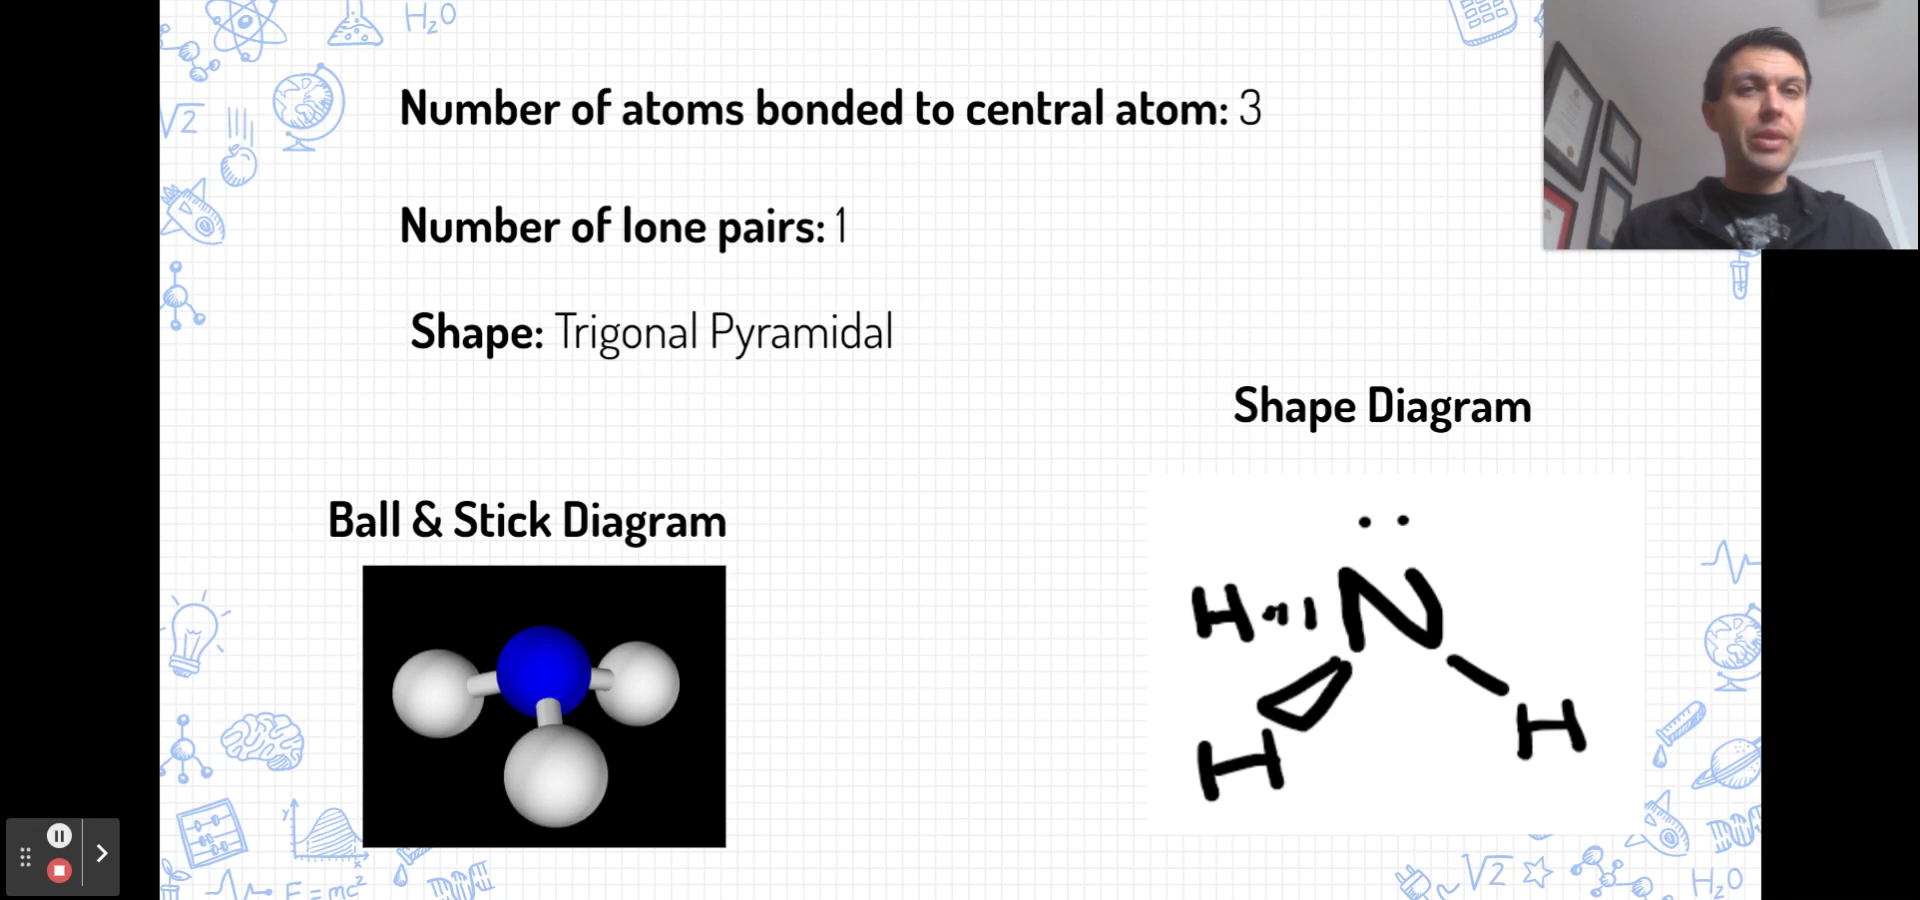 H₂O
√2
Number of atoms bonded to central atom: 3
Number of lone pairs: 1
Shape: Trigonal Pyramidal
Shape Diagram
Ball & Stick Diagram
H N
H H
y
x
E=mc²
√2
H₂O